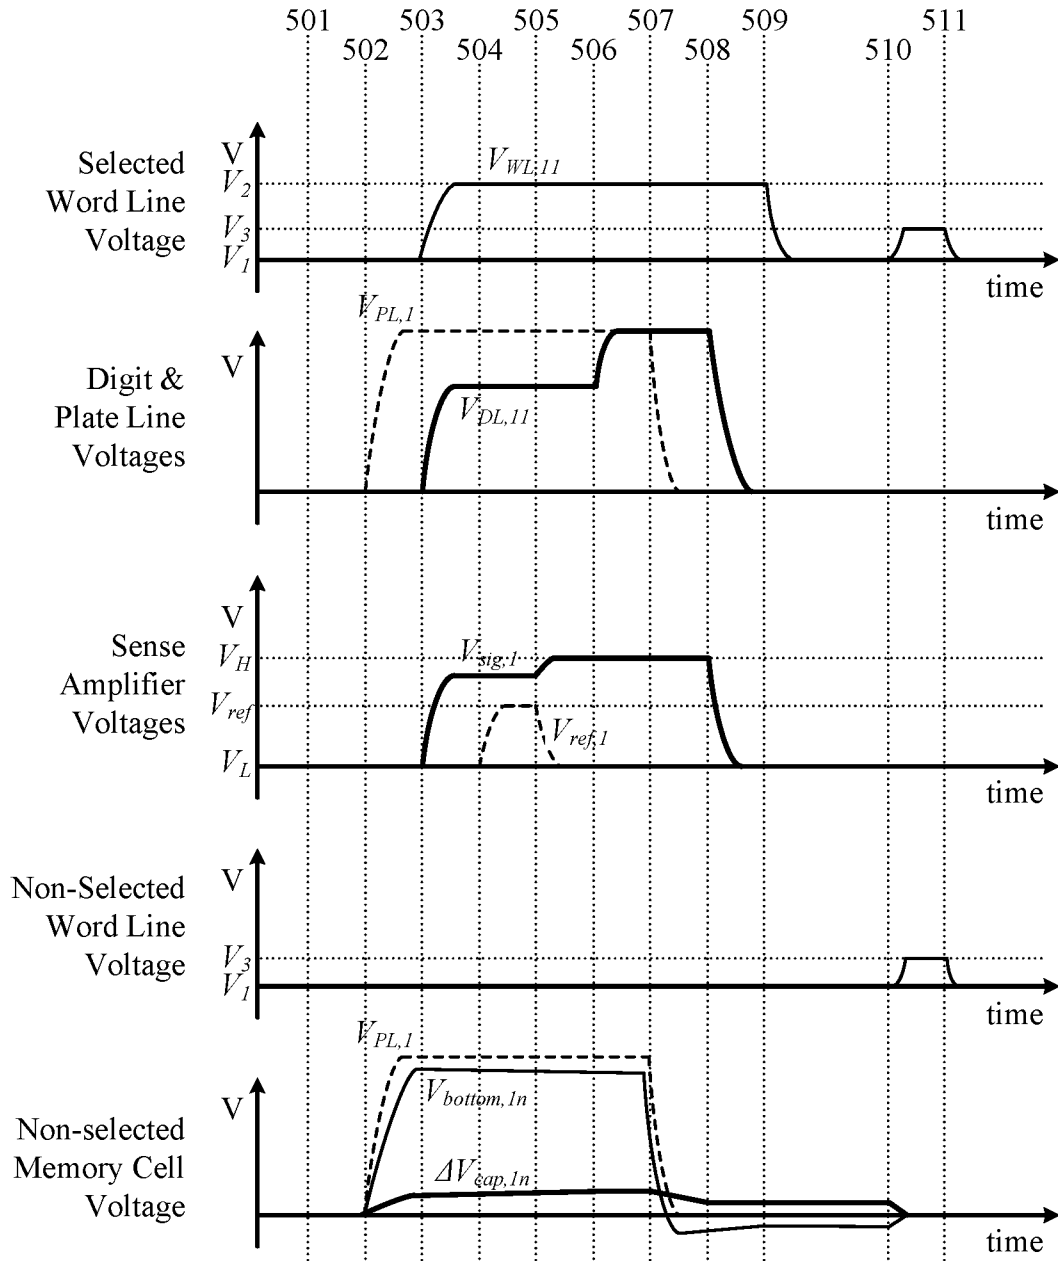 501 503 505 507 509 511
502 504 506 508 510
Selected
Word Line
Voltage
V
V2
V3
V1
VWL,11
time
Digit &
Plate Line
Voltages
V
VPL,1
VDL,11
time
Sense
Amplifier
Voltages
V
VH
Vref
VL
Vsig,1
Vref,1
time
Non-Selected
Word Line
Voltage
V
V3
V1
time
Non-selected
Memory Cell
Voltage
V
VPL,1
Vbottom,1n
ΔVcap,1n
time